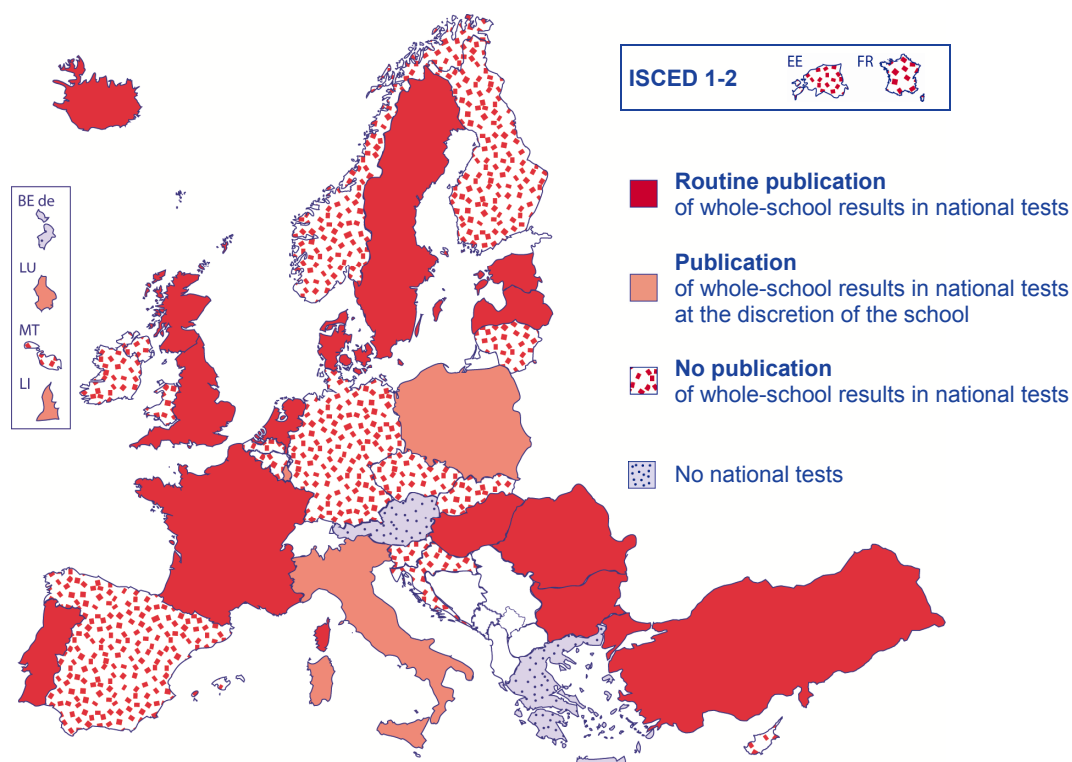 ISCED 1-2
EE
FR
BE de
LU
MT
LI
Routine publication
of whole-school results in national tests
Publication
of whole-school results in national tests
at the discretion of the school
No publication
of whole-school results in national tests
No national tests